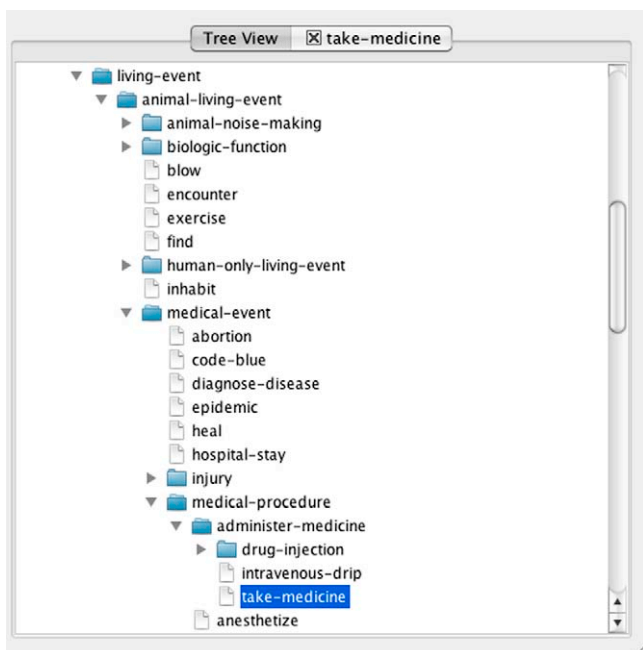 Tree View take-medicine
living-event
animal-living-event
animal-noise-making
biologic-function
blow
encounter
exercise
find
human-only-living-event
inhabit
medical-event
abortion
code-blue
diagnose-disease
epidemic
heal
hospital-stay
injury
medical-procedure
administer-medicine
drug-injection
intravenous-drip
take-medicine
anesthetize